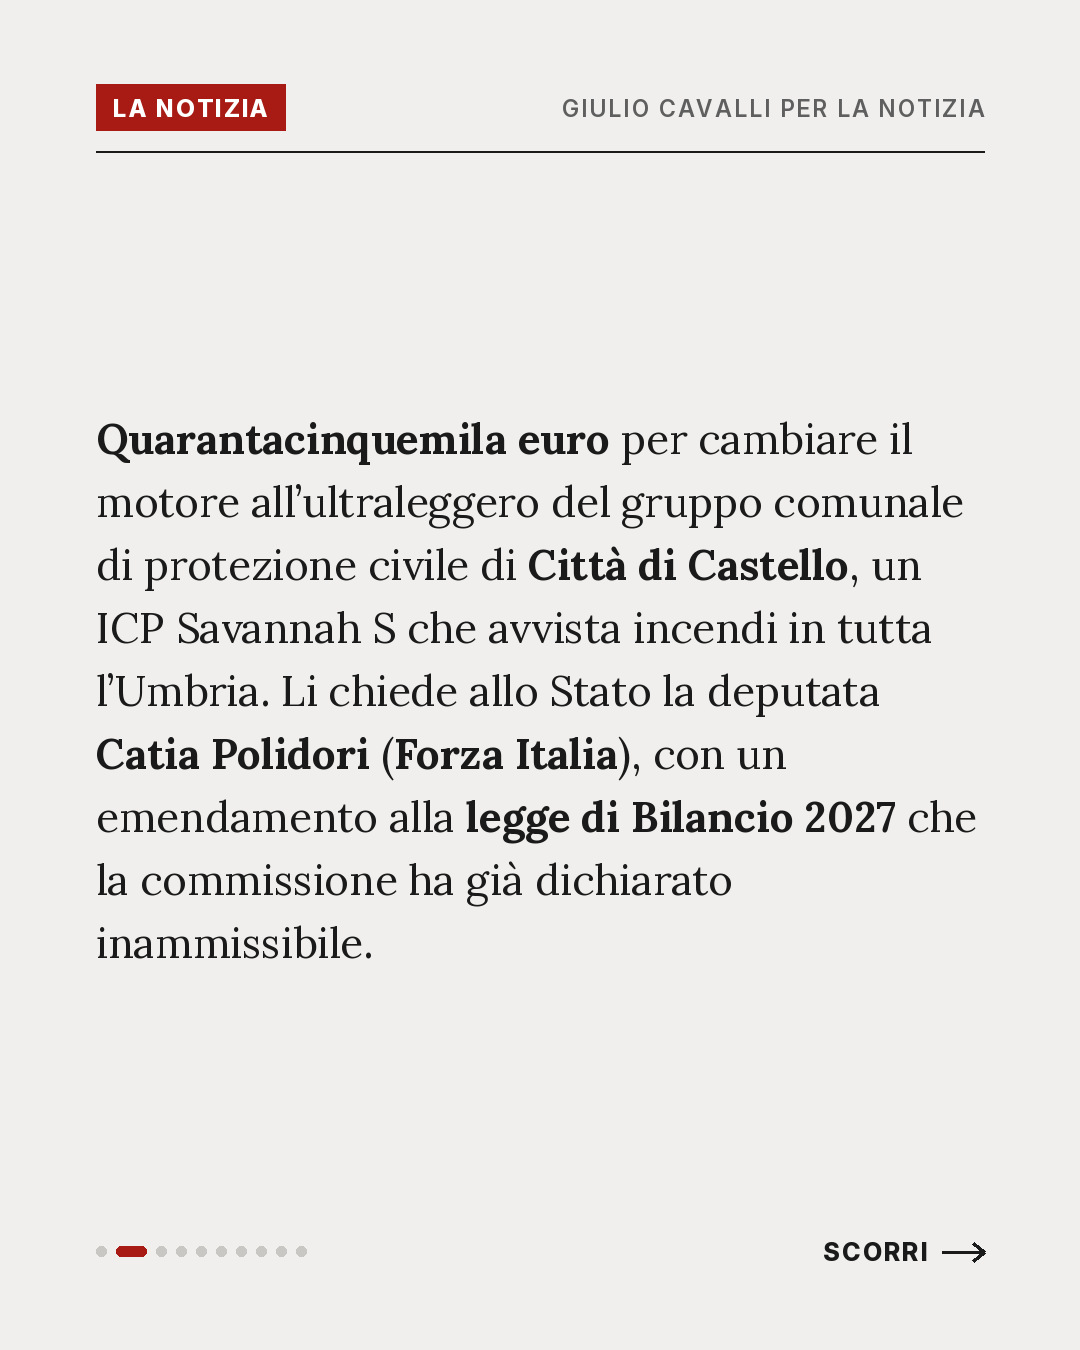 LA NOTIZIA
GIULIO CAVALLI PER LA NOTIZIA
Quarantacinquemila euro per cambiare il
motore all’ultraleggero del gruppo comunale
di protezione civile di Città di Castello, un
ICP Savannah S che avvista incendi in tutta
l’Umbria. Li chiede allo Stato la deputata
Catia Polidori (Forza Italia), con un
emendamento alla legge di Bilancio 2027 che
la commissione ha già dichiarato
inammissibile.
SCORRI